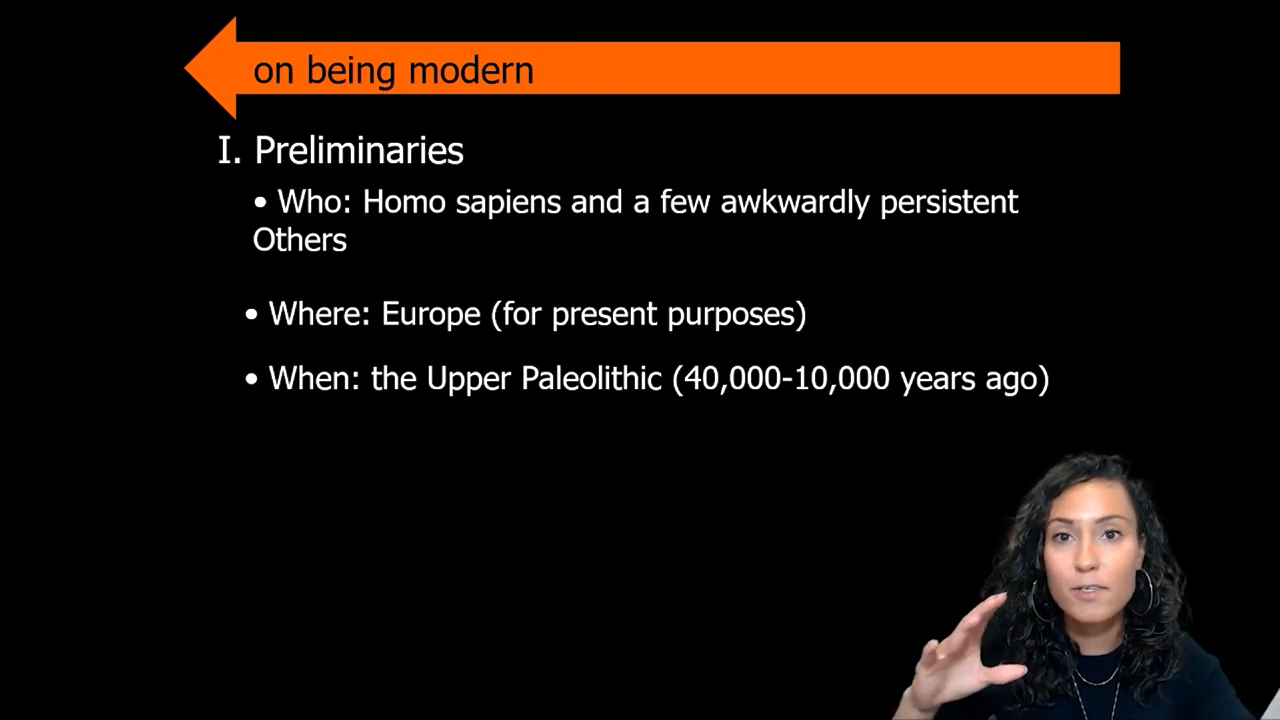 on being modern
I. Preliminaries
• Who: Homo sapiens and a few awkwardly persistent
Others
• Where: Europe (for present purposes)
• When: the Upper Paleolithic (40,000-10,000 years ago)